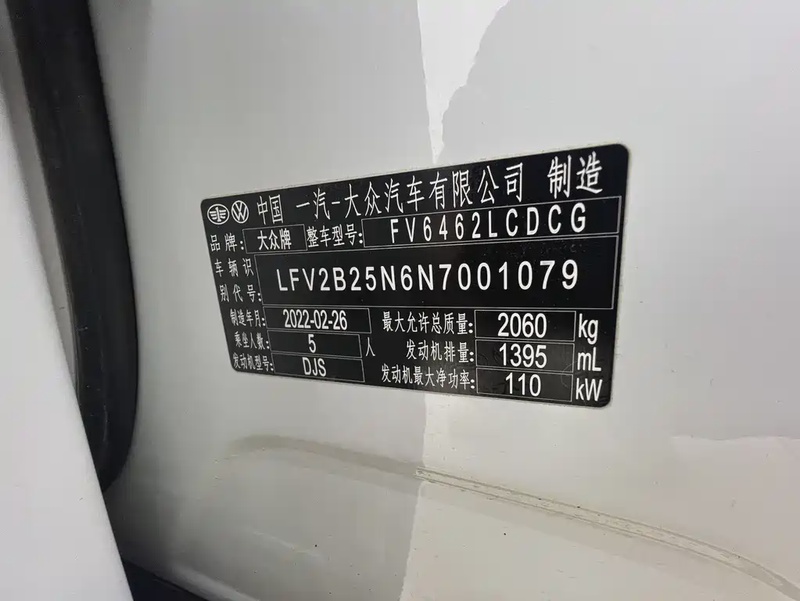 中国 一汽-大众汽车有限公司 制造
品牌: 大众牌 整车型号: FV6462LCDCG
车辆识别代号: LFV2B25N6N7001079
制造年月: 2022-02-26 最大允许总质量: 2060 kg
乘坐人数: 5 人 发动机排量: 1395 mL
发动机型号: DJS 发动机最大净功率: 110 kW